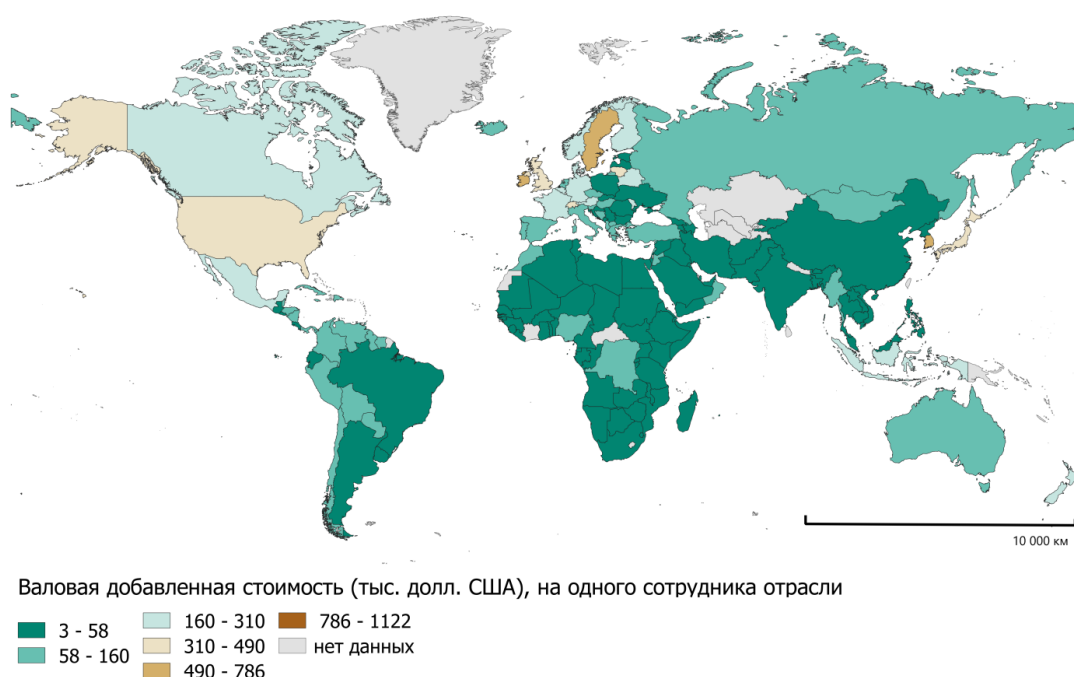 10 000 км
Валовая добавленная стоимость (тыс. долл. США), на одного сотрудника отрасли
3 - 58
58 - 160
160 - 310
310 - 490
490 - 786
786 - 1122
нет данных